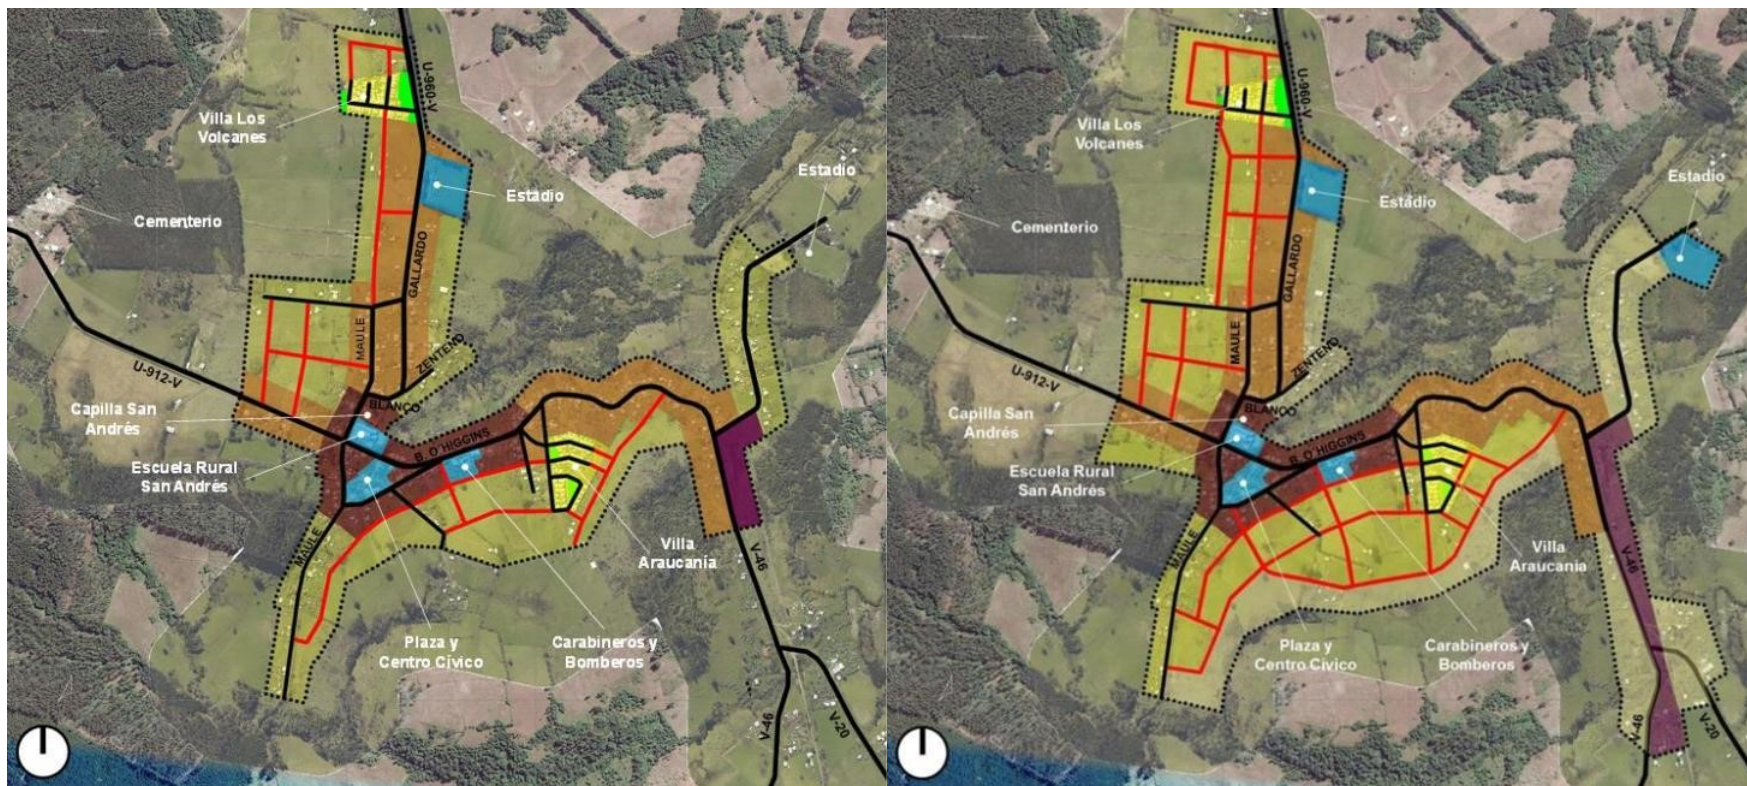 U-960-V
Villa Los
Volcanes
Estadio
Estadio
Cementerio
GALLARDO
MAULE
ZENTENO
U-912-V
BLANCO
Capilla San
Andrés
B. O'HIGGINS
Escuela Rural
San Andrés
MAULE
Villa
Araucanía
V-46
Plaza y
Centro Cívico
Carabineros y
Bomberos
V-46
V-20
U-960-V
Villa Los
Volcanes
Estadio
Estadio
Cementerio
GALLARDO
MAULE
ZENTENO
U-912-V
BLANCO
Capilla San
Andrés
B. O'HIGGINS
Escuela Rural
San Andrés
MAULE
Villa
Araucanía
V-46
Plaza y
Centro Cívico
Carabineros y
Bomberos
V-46
V-20